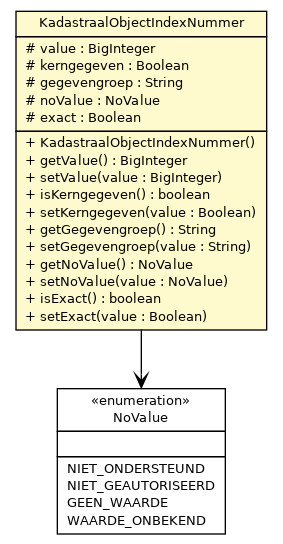 KadastraalObjectIndexNummer
# value : BigInteger
# kerngegeven : Boolean
# gegevengroep : String
# noValue : NoValue
# exact : Boolean
+ KadastraalObjectIndexNummer()
+ getValue() : BigInteger
+ setValue(value : BigInteger)
+ isKerngegeven() : boolean
+ setKerngegeven(value : Boolean)
+ getGegevengroep() : String
+ setGegevengroep(value : String)
+ getNoValue() : NoValue
+ setNoValue(value : NoValue)
+ isExact() : boolean
+ setExact(value : Boolean)
«enumeration»
NoValue
NIET_ONDERSTEUND
NIET_GEAUTORISEERD
GEEN_WAARDE
WAARDE_ONBEKEND